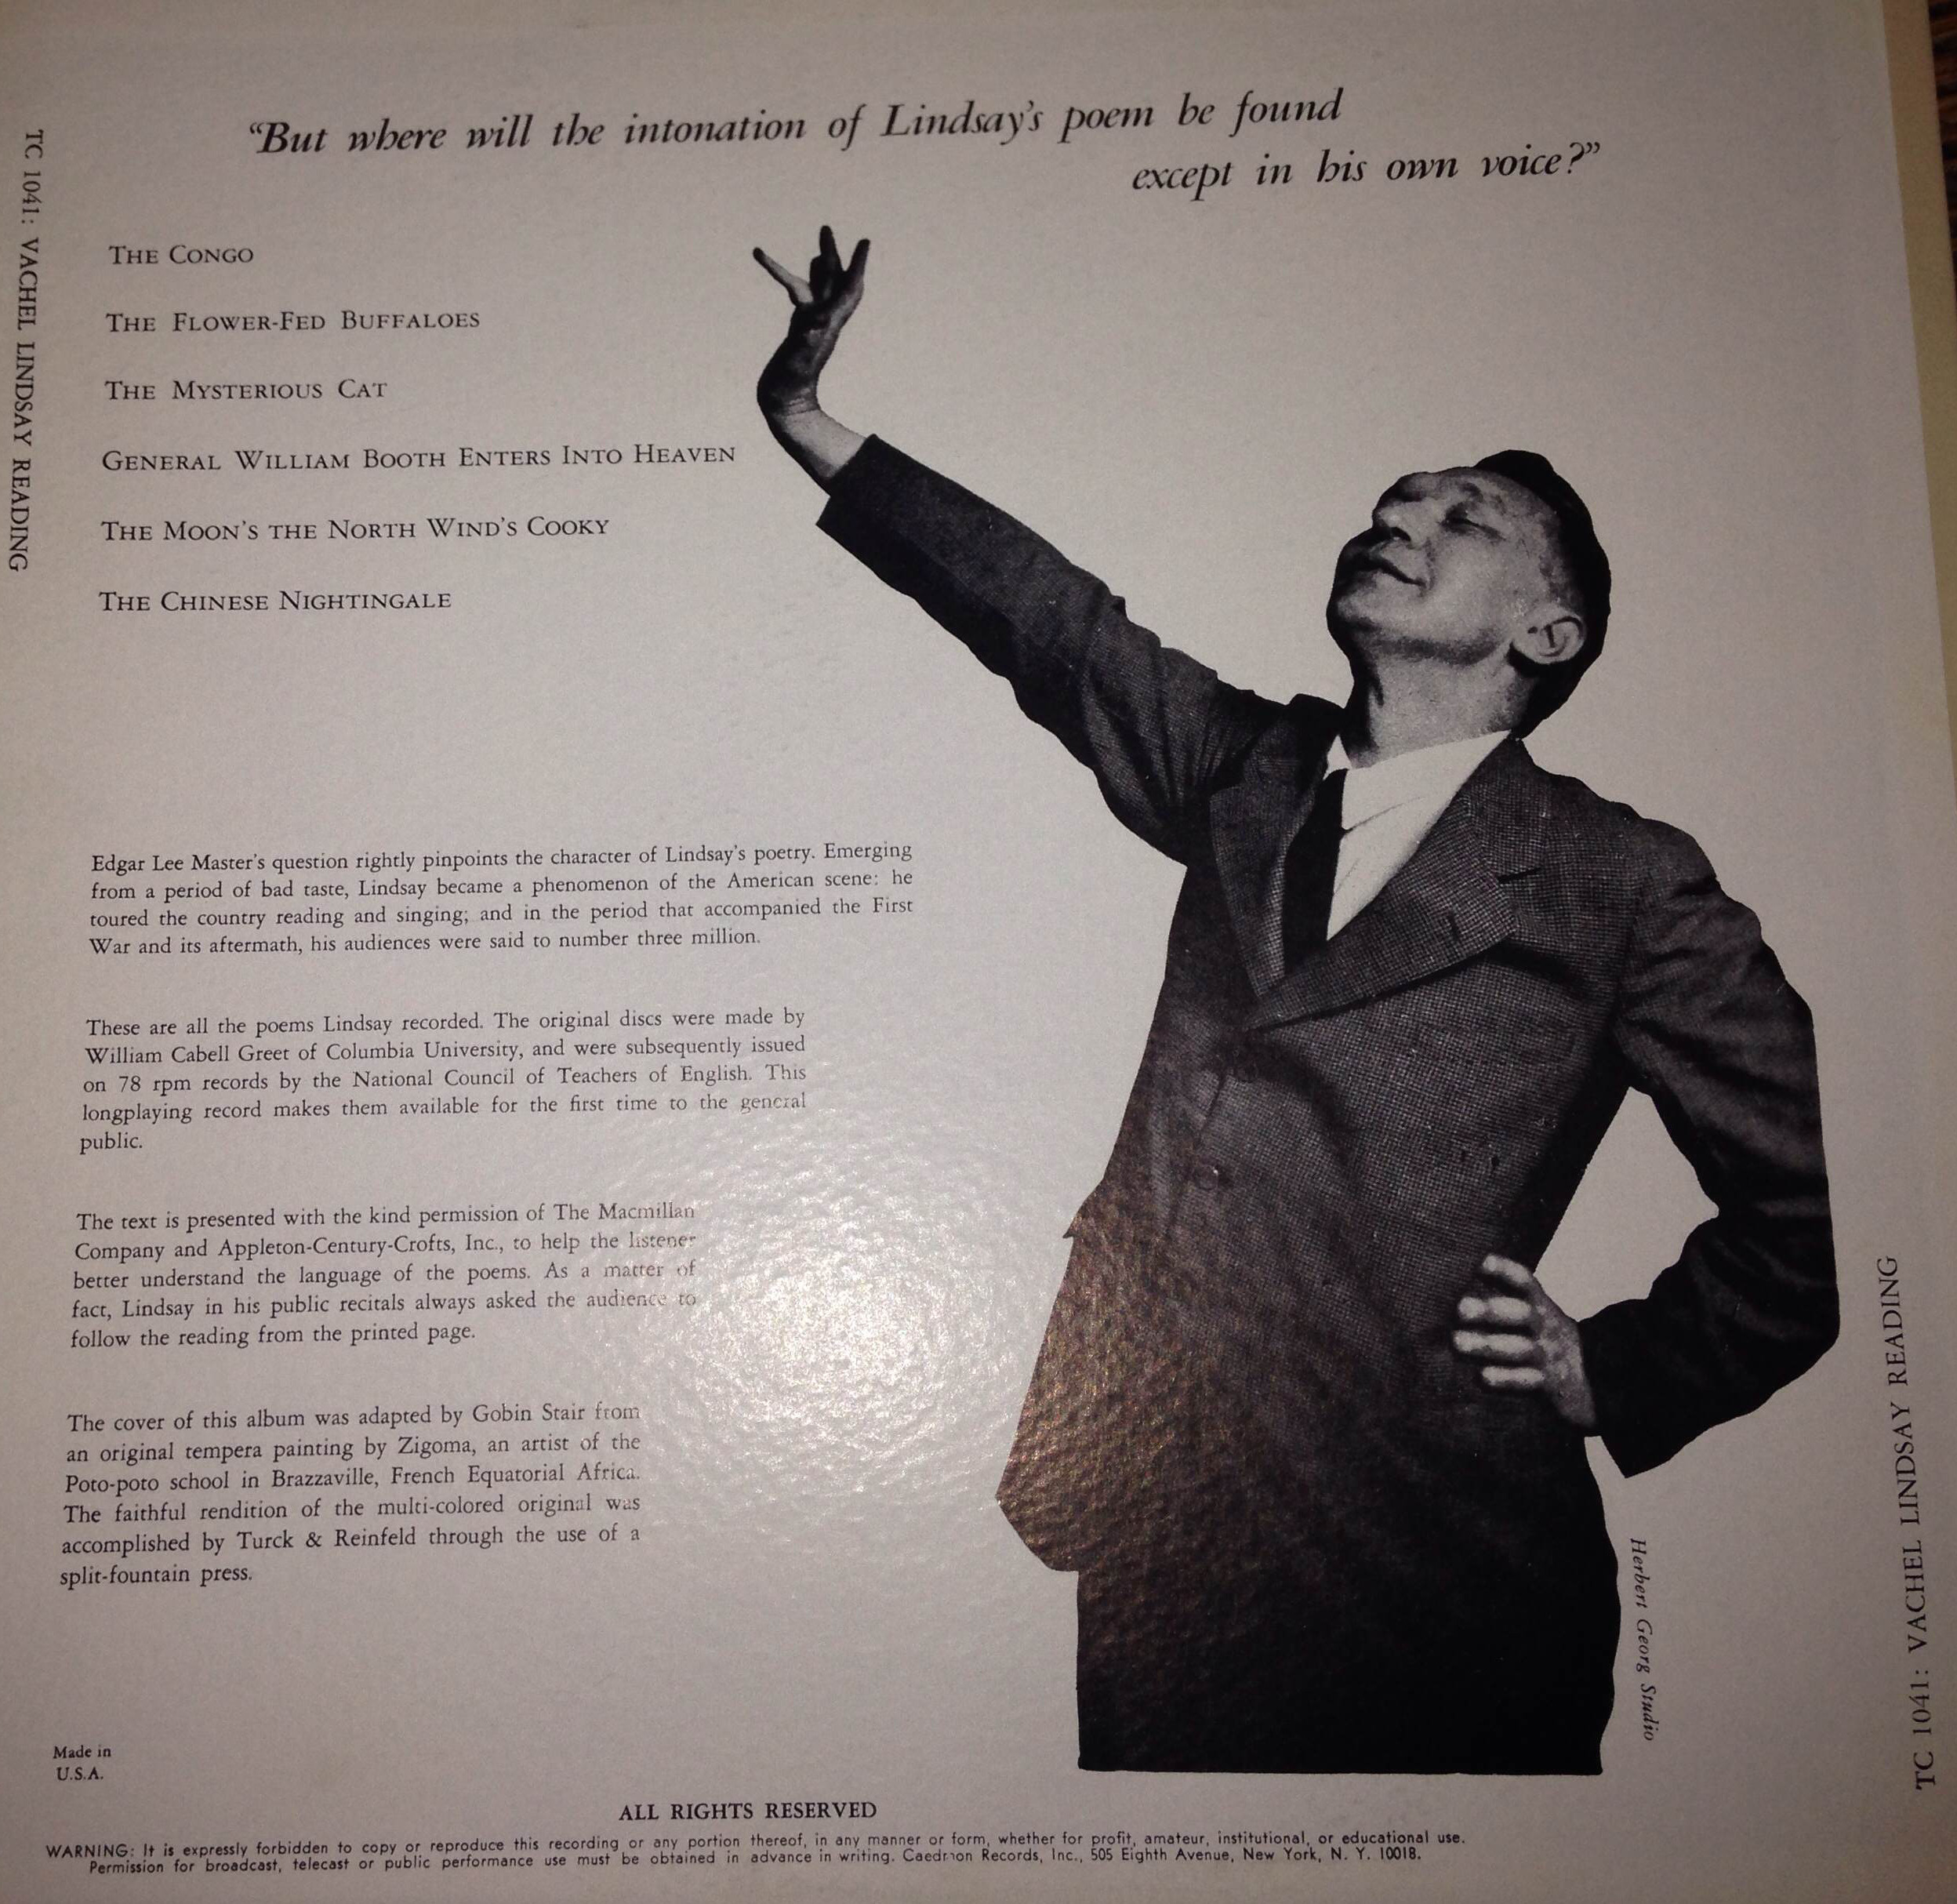 "But where will the intonation of Lindsay's poem be found
except in his own voice?"
TC 1041: VACHEL LINDSAY READING
THE CONGO
THE FLOWER-FED BUFFALOES
THE MYSTERIOUS CAT
GENERAL WILLIAM BOOTH ENTERS INTO HEAVEN
THE MOON'S THE NORTH WIND'S COOKY
THE CHINESE NIGHTINGALE
Edgar Lee Master's question rightly pinpoints the character of Lindsay's poetry. Emerging
from a period of bad taste, Lindsay became a phenomenon of the American scene: he
toured the country reading and singing; and in the period that accompanied the First
War and its aftermath, his audiences were said to number three million.
These are all the poems Lindsay recorded. The original discs were made by
William Cabell Greet of Columbia University, and were subsequently issued
on 78 rpm records by the National Council of Teachers of English. This
longplaying record makes them available for the first time to the general
public.
The text is presented with the kind permission of The Macmillan
Company and Appleton-Century-Crofts, Inc., to help the listener
better understand the language of the poems. As a matter of
fact, Lindsay in his public recitals always asked the audience to
follow the reading from the printed page.
The cover of this album was adapted by Gobin Stair from
an original tempera painting by Zigoma, an artist of the
Poto-poto school in Brazzaville, French Equatorial Africa.
The faithful rendition of the multi-colored original was
accomplished by Turck & Reinfeld through the use of a
split-fountain press.
Herbert Georg Studio
TC 1041: VACHEL LINDSAY READING
Made in
U.S.A.
ALL RIGHTS RESERVED
WARNING: It is expressly forbidden to copy or reproduce this recording or any portion thereof, in any manner or form, whether for profit, amateur, institutional, or educational use.
Permission for broadcast, telecast or public performance use must be obtained in advance in writing. Caedmon Records, Inc., 505 Eighth Avenue, New York, N. Y. 10018.